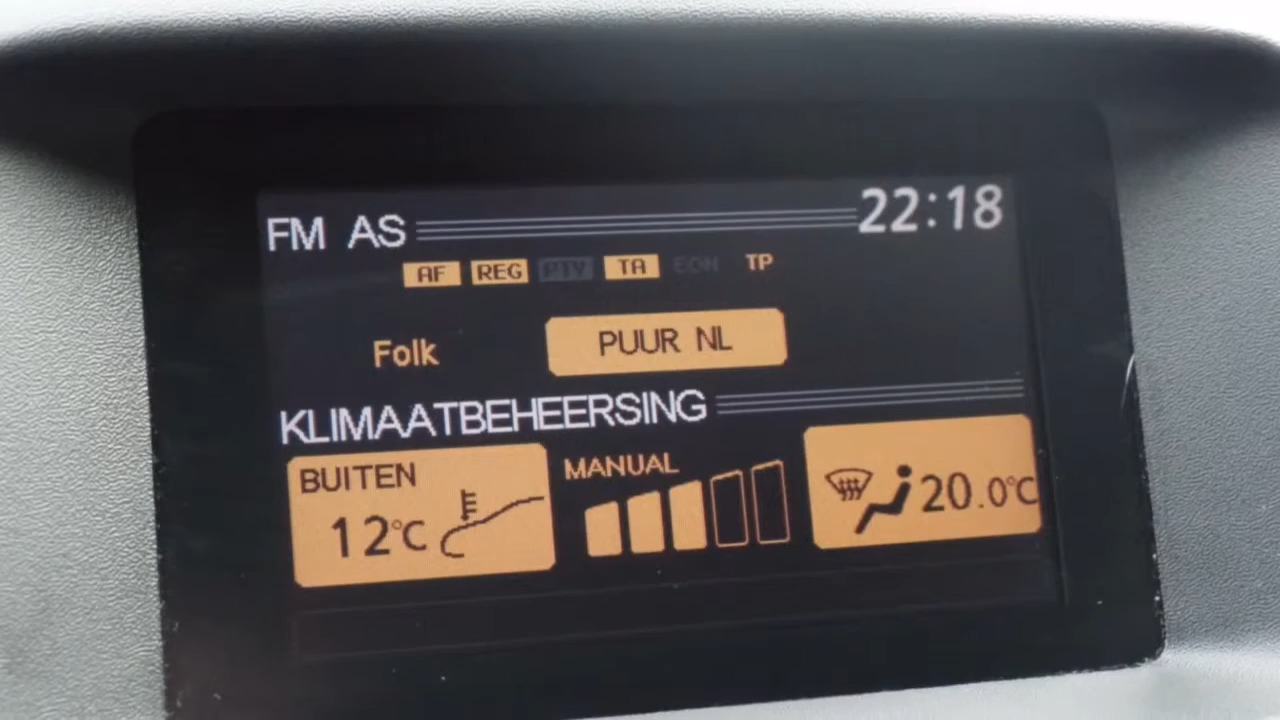 FM AS 22:18
AF REG PTY TA EON TP
Folk PUUR NL
KLIMAATBEHEERSING
BUITEN MANUAL
12°C 20.0°C